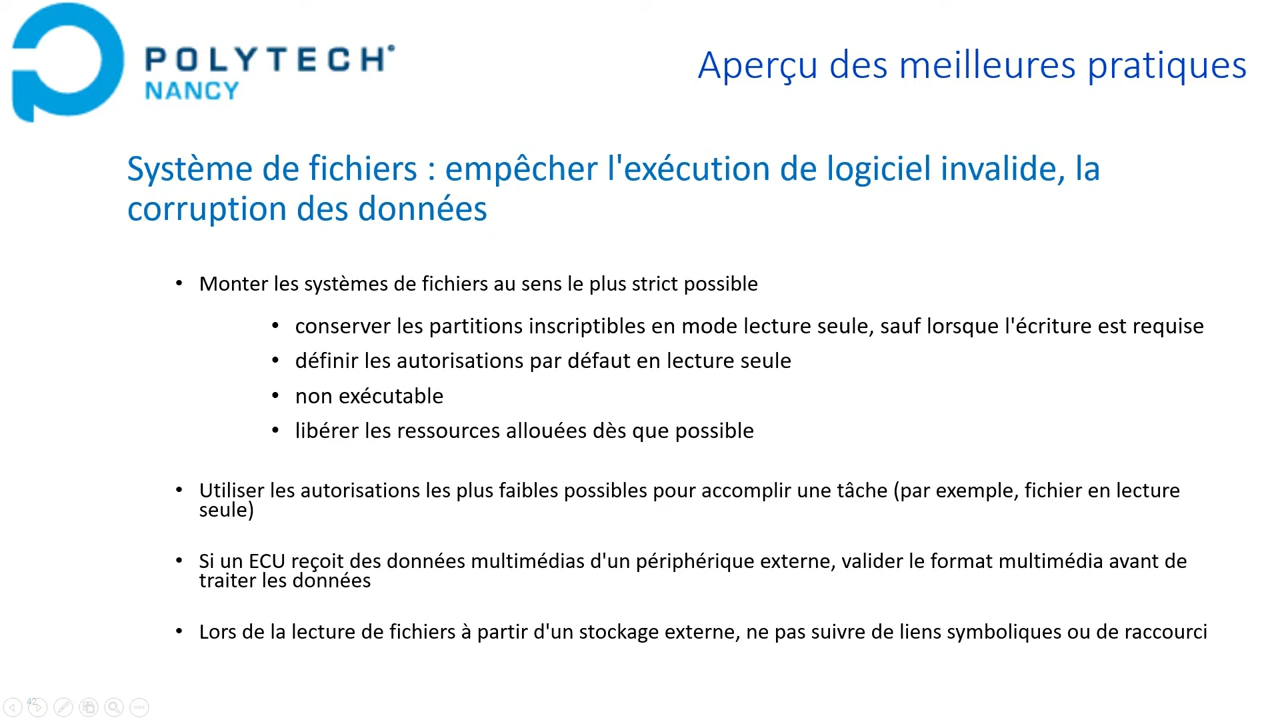 POLYTECH
NANCY
Aperçu des meilleures pratiques
Système de fichiers : empêcher l'exécution de logiciel invalide, la
corruption des données
• Monter les systèmes de fichiers au sens le plus strict possible
• conserver les partitions inscriptibles en mode lecture seule, sauf lorsque l'écriture est requise
• définir les autorisations par défaut en lecture seule
• non exécutable
• libérer les ressources allouées dès que possible
• Utiliser les autorisations les plus faibles possibles pour accomplir une tâche (par exemple, fichier en lecture
seule)
• Si un ECU reçoit des données multimédias d'un périphérique externe, valider le format multimédia avant de
traiter les données
• Lors de la lecture de fichiers à partir d'un stockage externe, ne pas suivre de liens symboliques ou de raccourci
42